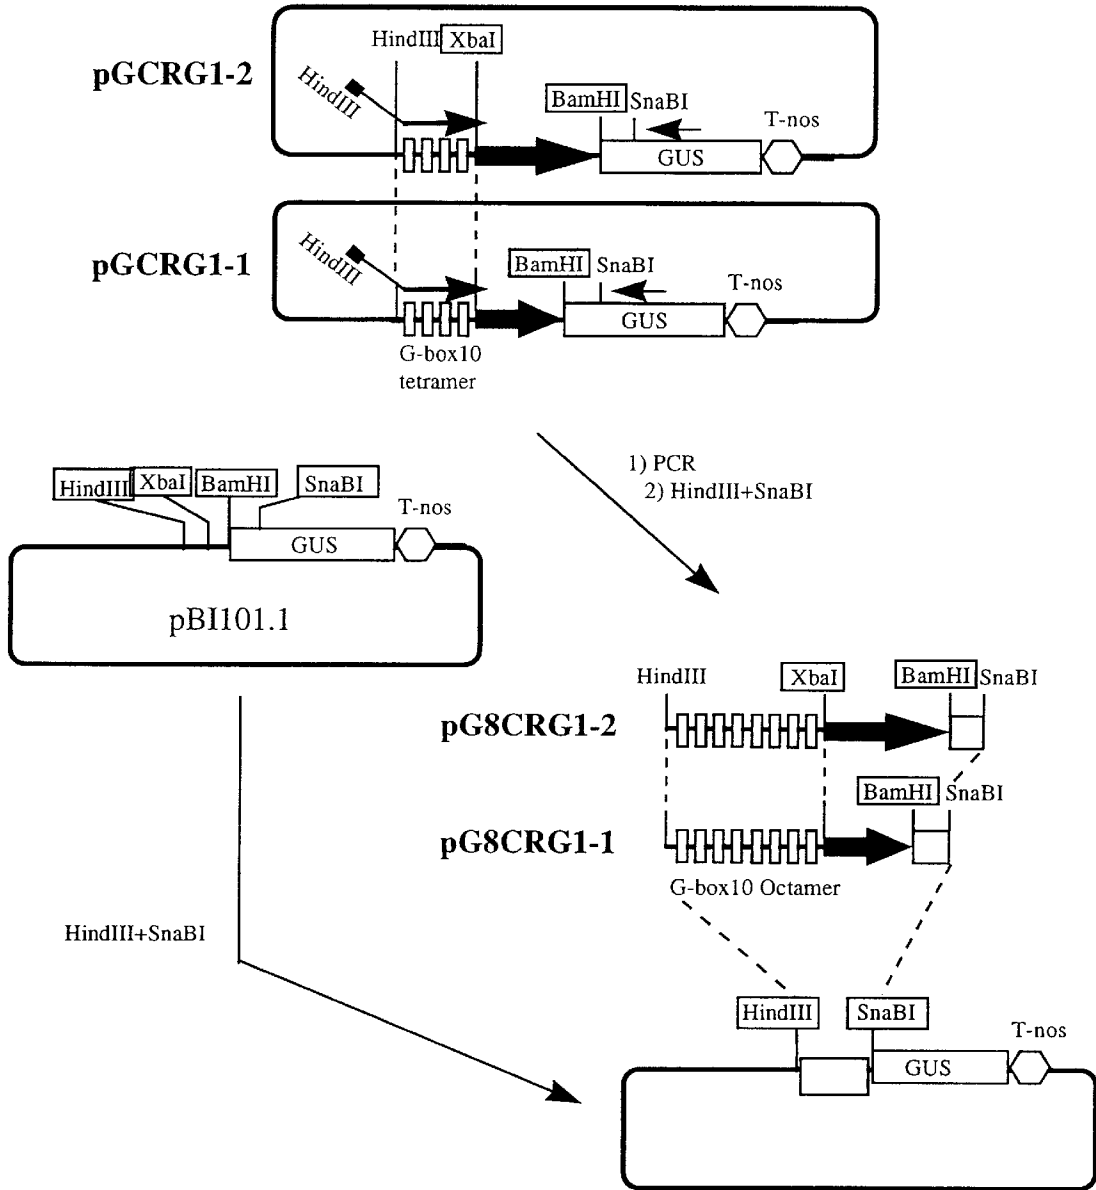 HindIII XbaI
pGCRG1-2
HindIII
BamHI SnaBI
T-nos
GUS
pGCRG1-1
HindIII
BamHI SnaBI
T-nos
GUS
G-box10
tetramer
1) PCR
2) HindIII+SnaBI
HindIII XbaI BamHI SnaBI
T-nos
GUS
pBI101.1
HindIII XbaI BamHI SnaBI
pG8CRG1-2
BamHI SnaBI
pG8CRG1-1
G-box10 Octamer
HindIII+SnaBI
HindIII SnaBI
T-nos
GUS